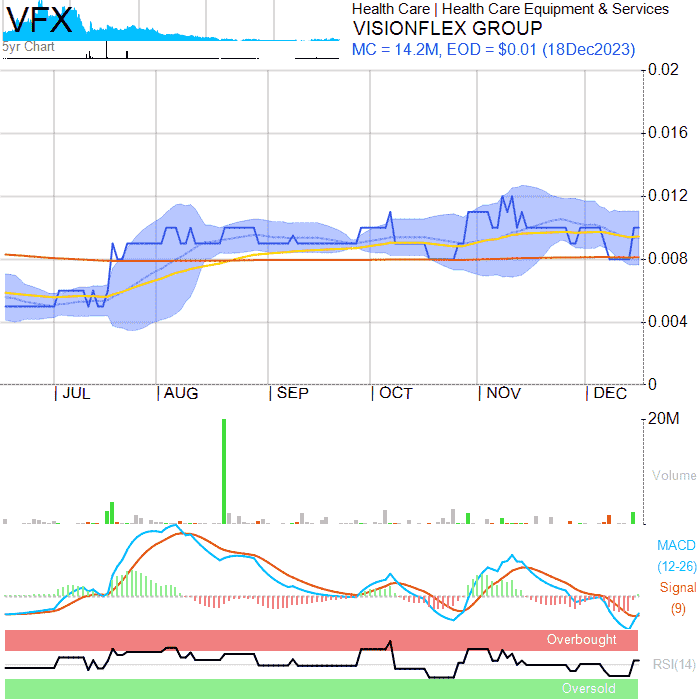 VFX
5yr Chart
Health Care | Health Care Equipment & Services
VISIONFLEX GROUP
MC = 14.2M, EOD = $0.01 (18Dec2023)
0.02
0.016
0.012
0.008
0.004
0
| JUL | AUG | SEP | OCT | NOV | DEC
20M
Volume
MACD
(12-26)
Signal
(9)
Overbought
RSI(14)
Oversold